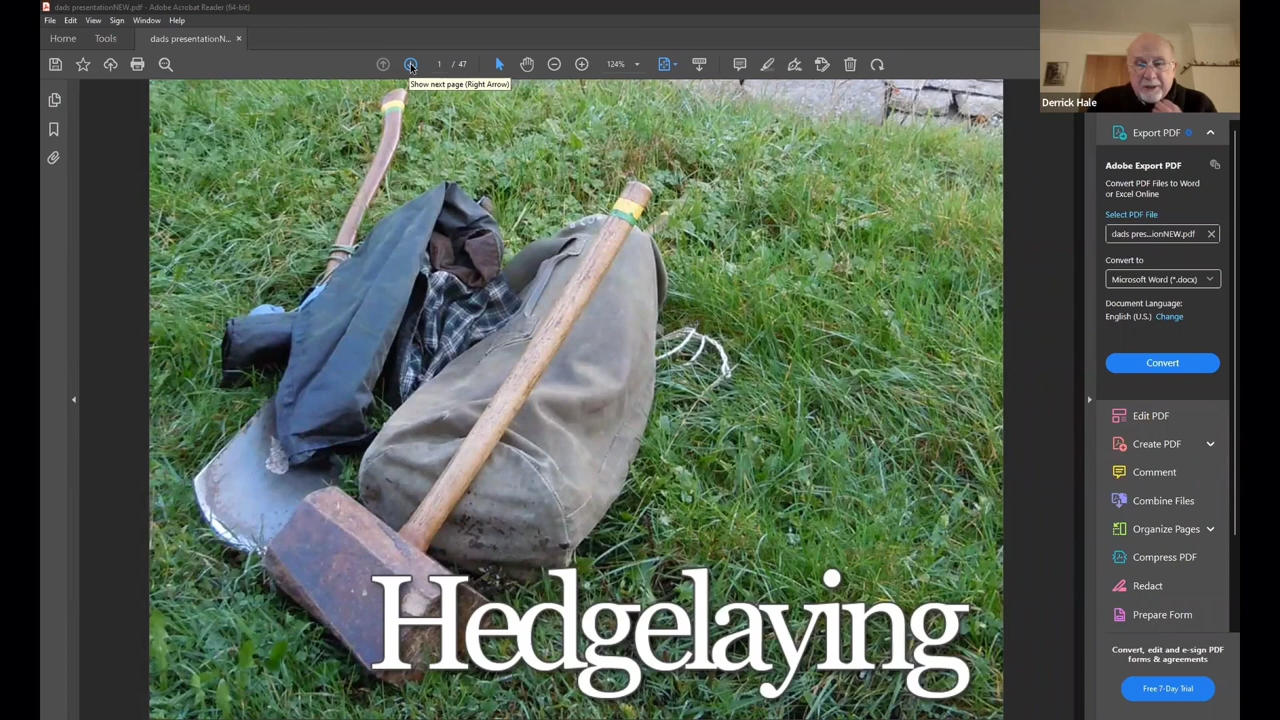 dads presentationNEW.pdf - Adobe Acrobat Reader (64-bit)
File Edit View Sign Window Help
Home Tools dads presentationN... ×
1 / 47 124%
Show next page (Right Arrow)
Derrick Hale
Export PDF
Adobe Export PDF
Convert PDF Files to Word
or Excel Online
Select PDF File
dads pres...ionNEW.pdf
Convert to
Microsoft Word (*.docx)
Document Language:
English (U.S.) Change
Convert
Edit PDF
Create PDF
Comment
Combine Files
Organize Pages
Compress PDF
Redact
Prepare Form
Convert, edit and e-sign PDF
forms & agreements
Free 7-Day Trial
Hedgelaying